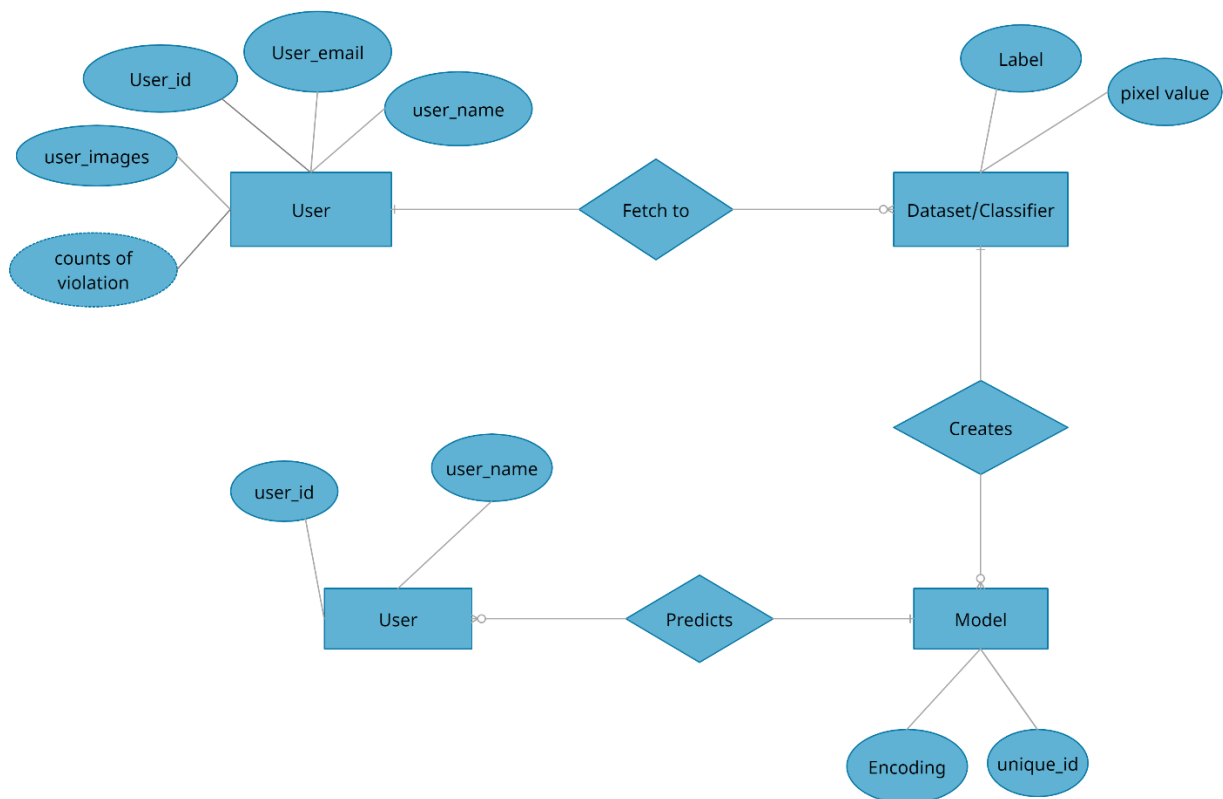 User_email
Label
User_id
pixel value
user_name
user_images
User
Fetch to
Dataset/Classifier
counts of
violation
Creates
user_name
user_id
User
Predicts
Model
Encoding
unique_id